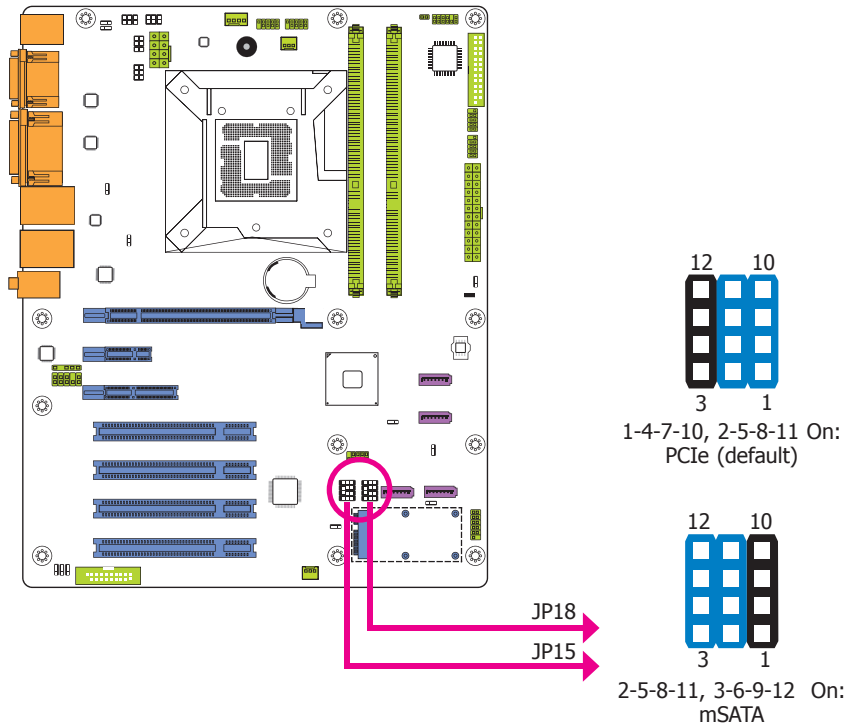 12 10
3 1
1-4-7-10, 2-5-8-11 On:
PCIe (default)
12 10
3 1
2-5-8-11, 3-6-9-12 On:
mSATA
JP18
JP15